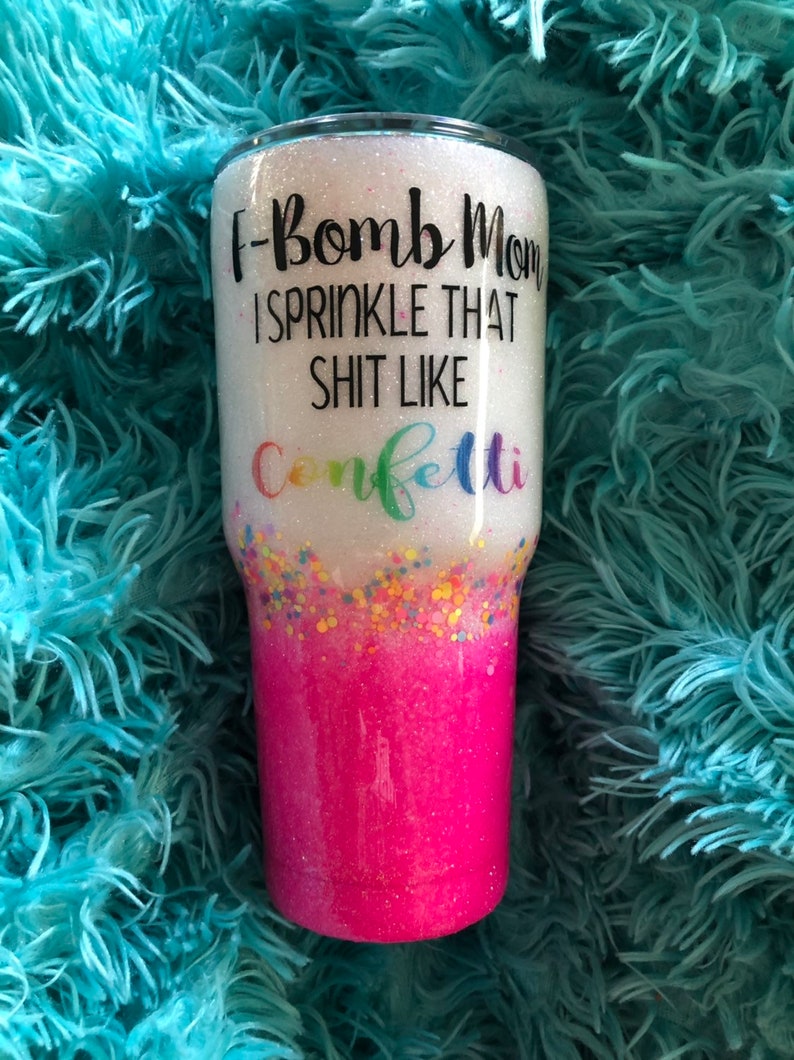 F-Bomb Mom
I SPRINKLE THAT
SHIT LIKE
Confetti